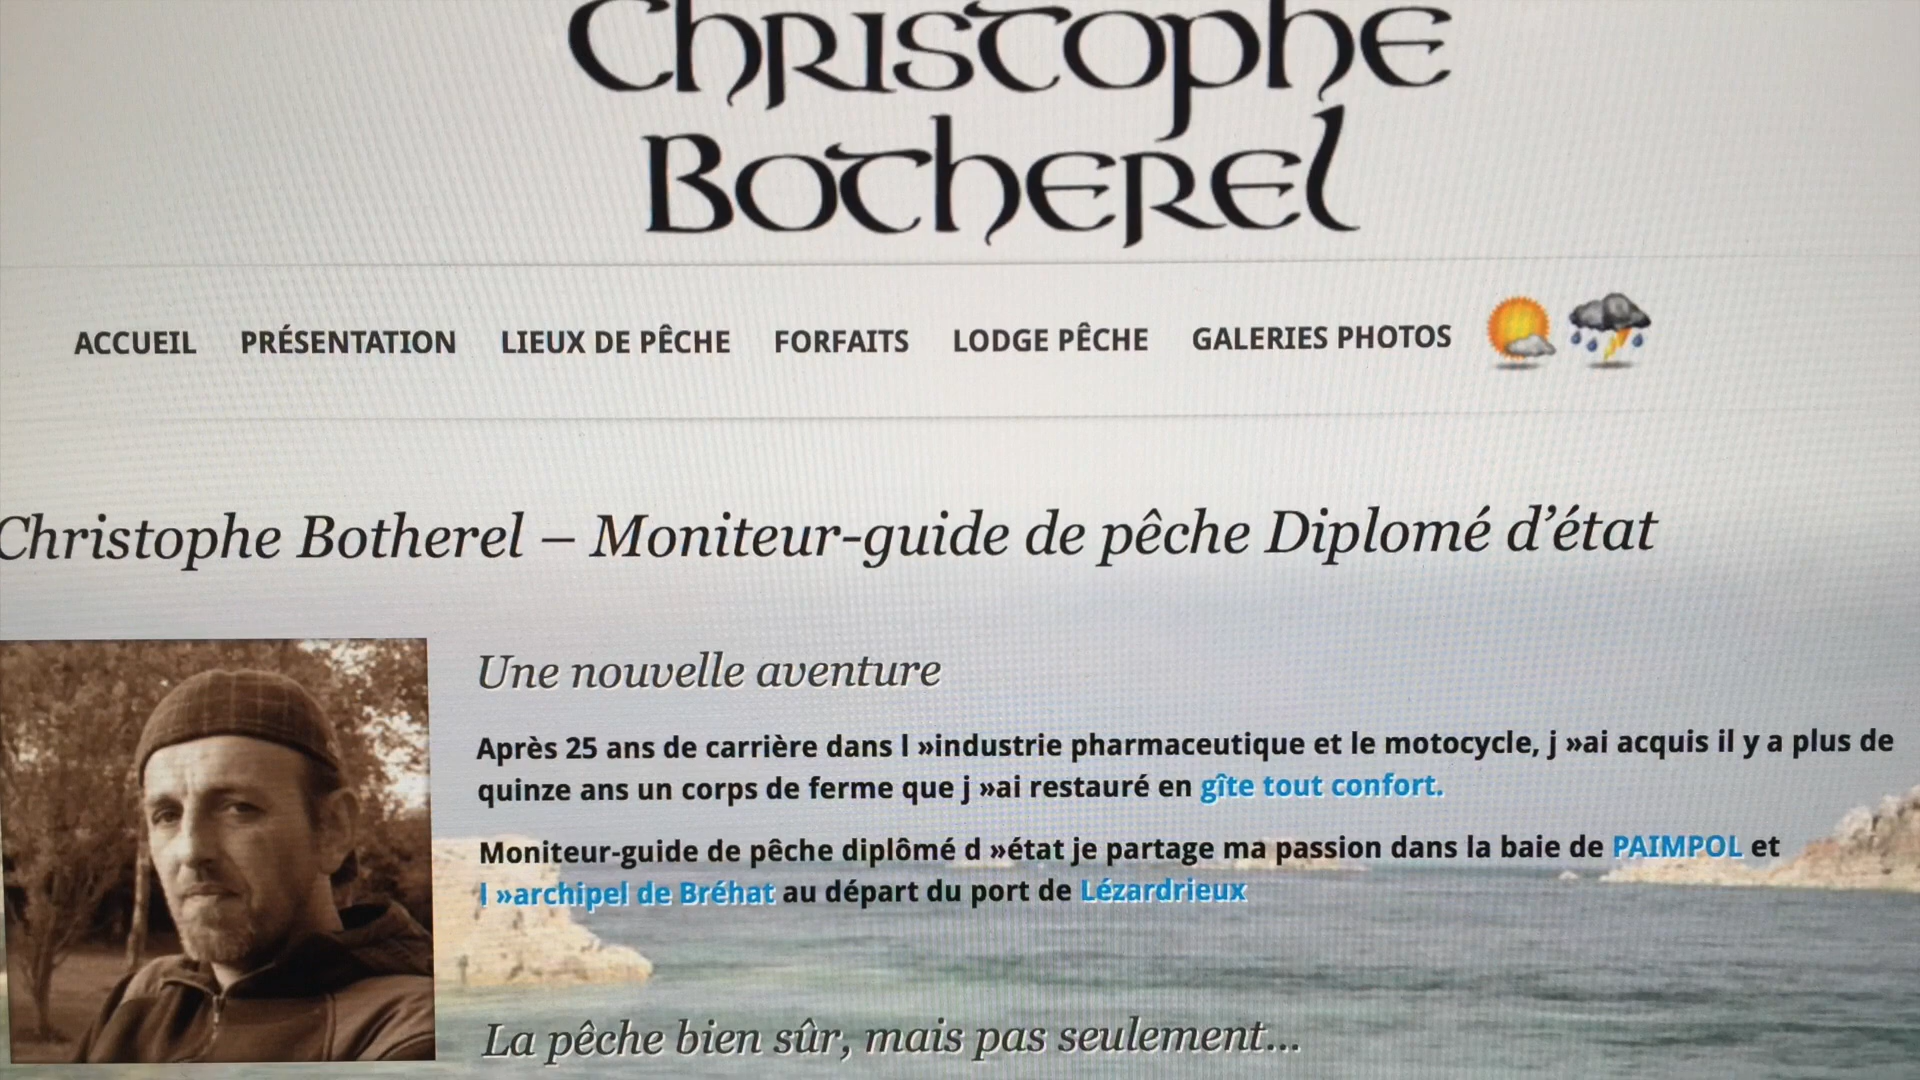 Christophe
Botherel
ACCUEIL PRÉSENTATION LIEUX DE PÊCHE FORFAITS LODGE PÊCHE GALERIES PHOTOS
Christophe Botherel – Moniteur-guide de pêche Diplomé d’état
Une nouvelle aventure
Après 25 ans de carrière dans l »industrie pharmaceutique et le motocycle, j »ai acquis il y a plus de
quinze ans un corps de ferme que j »ai restauré en gîte tout confort.
Moniteur-guide de pêche diplômé d »état je partage ma passion dans la baie de PAIMPOL et
l »archipel de Bréhat au départ du port de Lézardrieux
La pêche bien sûr, mais pas seulement...